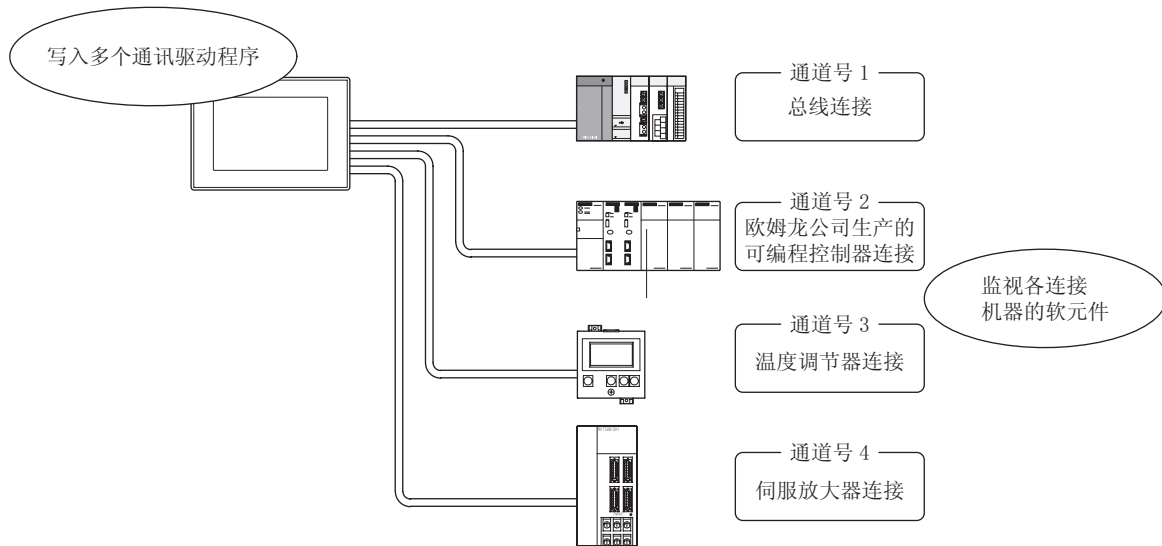 写入多个通讯驱动程序
通道号 1
总线连接
通道号 2
欧姆龙公司生产的
可编程控制器连接
监视各连接
机器的软元件
通道号 3
温度调节器连接
通道号 4
伺服放大器连接